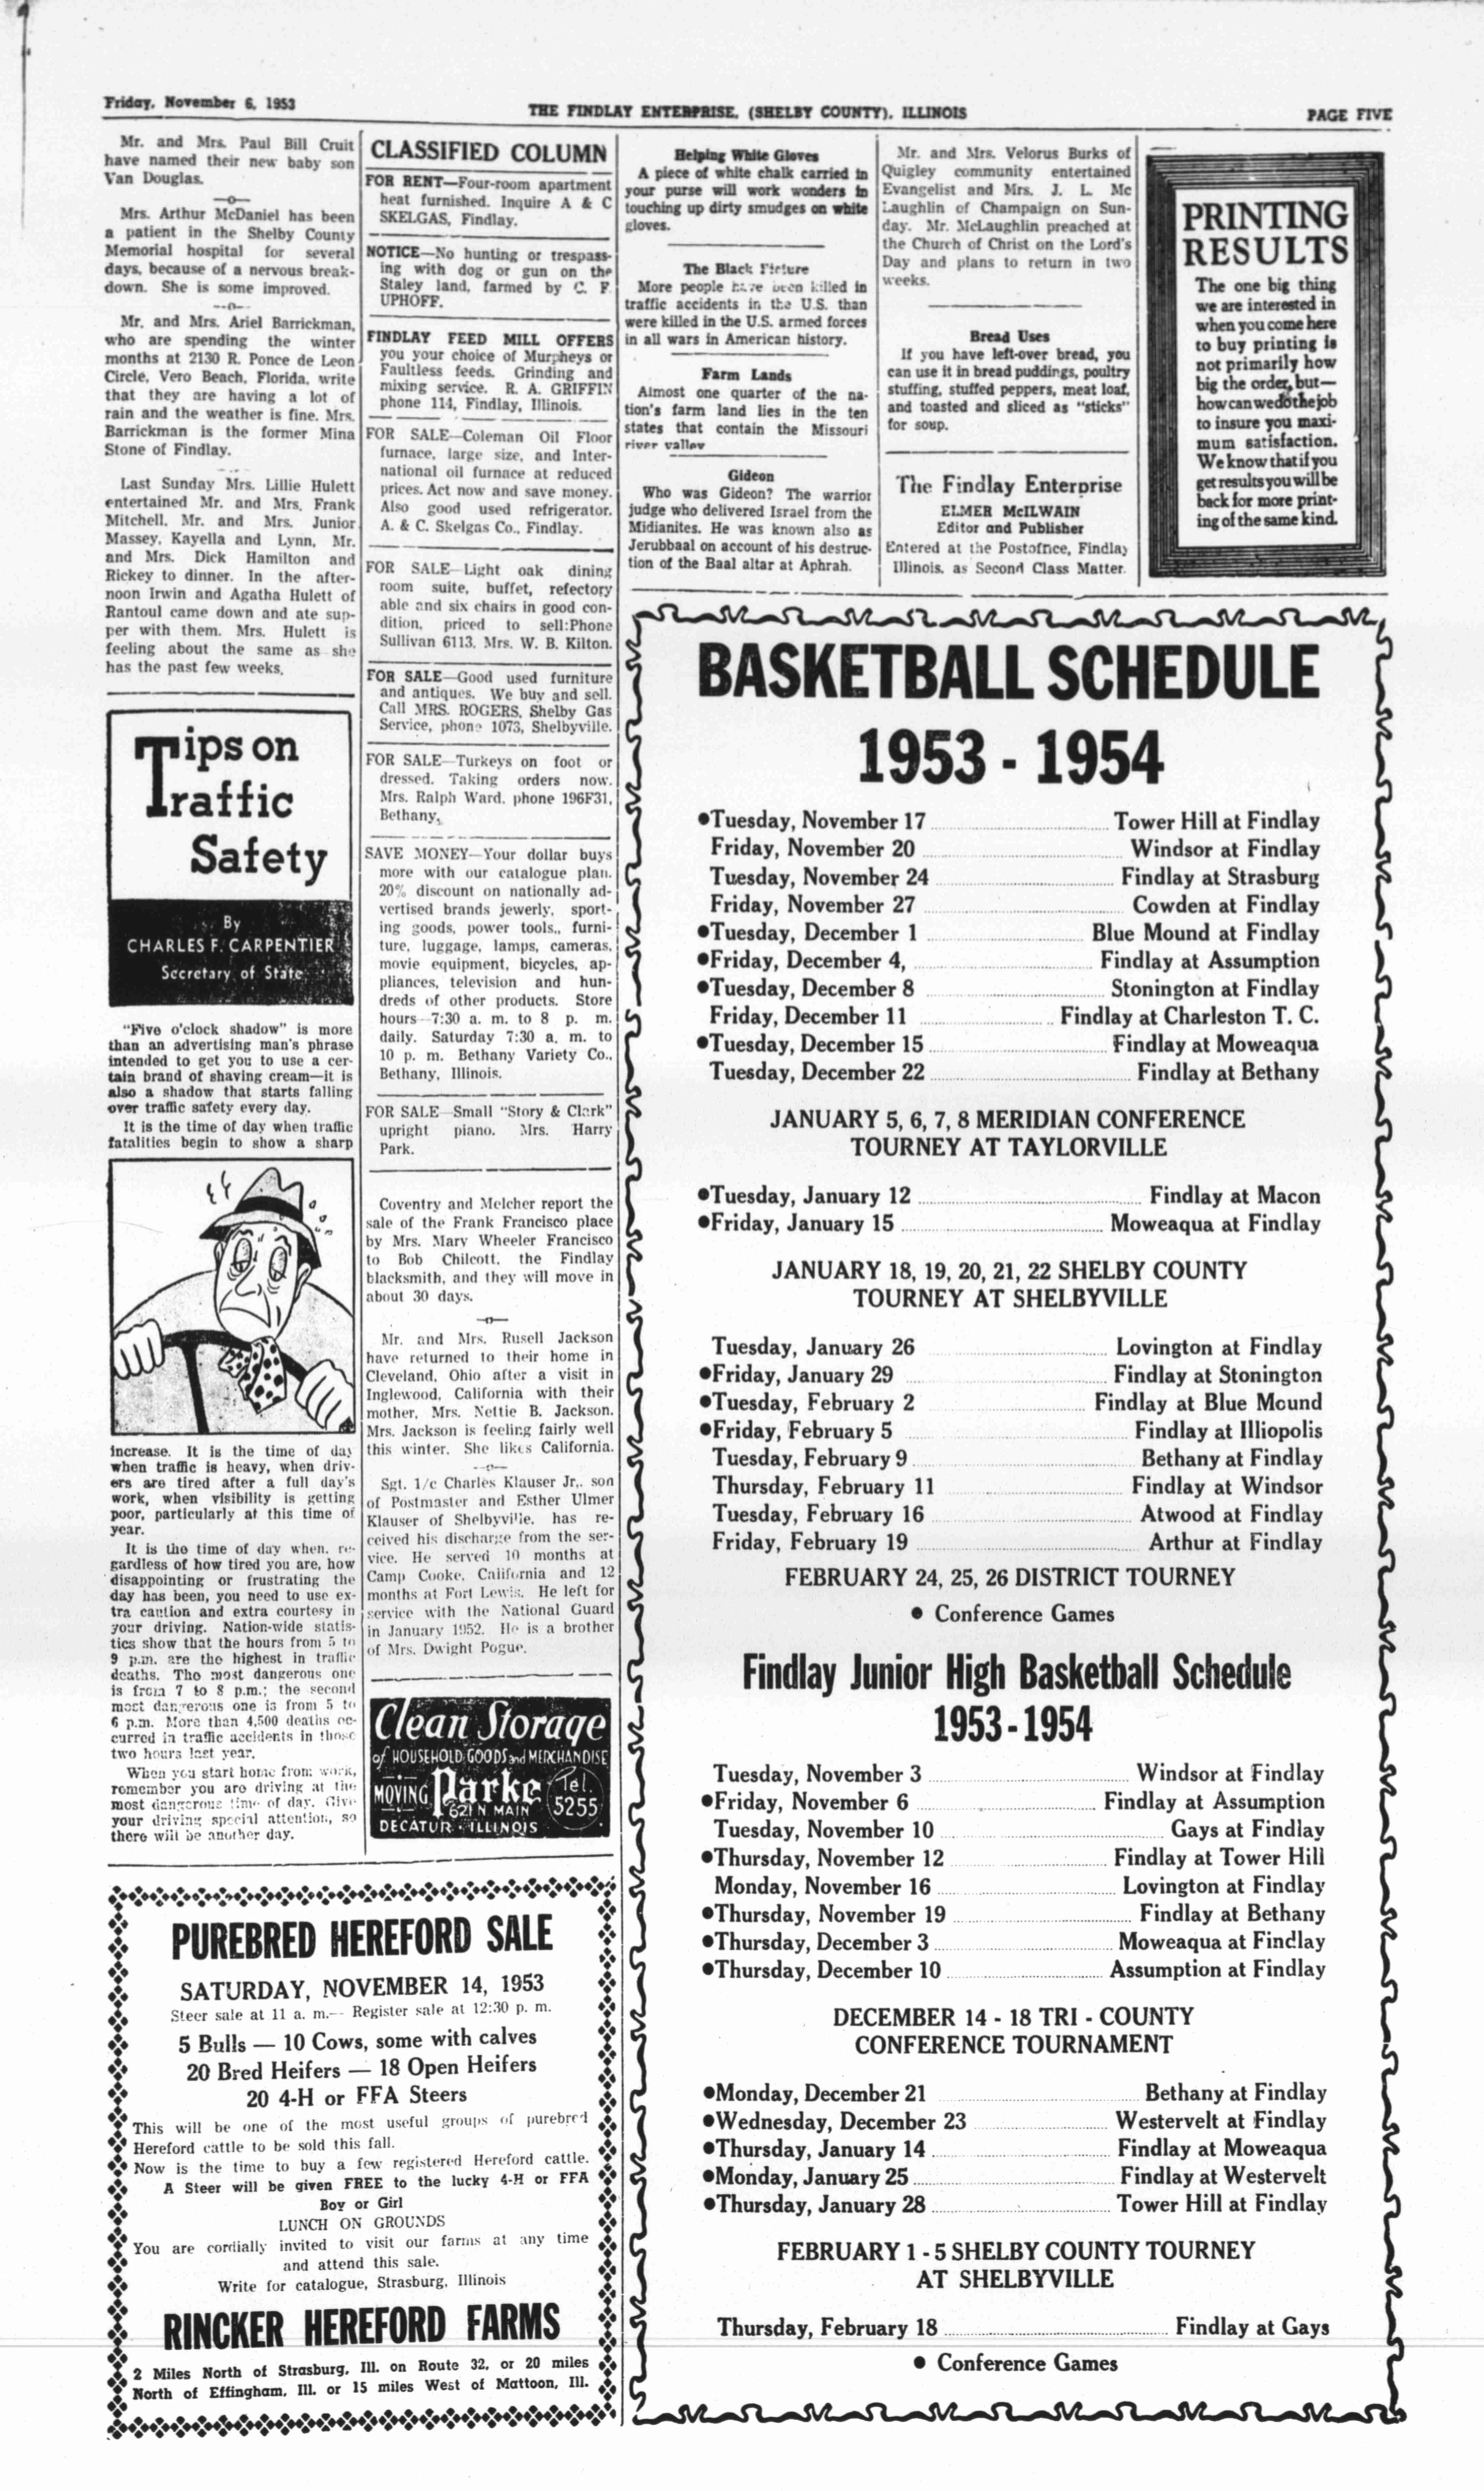 Friday, November 6, 1953
THE FINDLAY ENTERPRISE, (SHELBY COUNTY), ILLINOIS
PAGE FIVE
Mr. and Mrs. Paul Bill Cruit
have named their new baby son
Van Douglas.
Mrs. Arthur McDaniel has been
a patient in the Shelby County
Memorial hospital for several
days, because of a nervous break-
down. She is some improved.
Mr. and Mrs. Ariel Barrickman,
who are spending the winter
months at 2130 R. Ponce de Leon
Circle, Vero Beach, Florida, write
that they are having a lot of
rain and the weather is fine. Mrs.
Barrickman is the former Mina
Stone of Findlay.
Last Sunday Mrs. Lillie Hulett
entertained Mr. and Mrs. Frank
Mitchell, Mr. and Mrs. Junior
Massey, Kayella and Lynn, Mr.
and Mrs. Dick Hamilton and
Rickey to dinner. In the after-
noon Irwin and Agatha Hulett of
Rantoul came down and ate sup-
per with them. Mrs. Hulett is
feeling about the same as she
has the past few weeks.
Tips on
Traffic
Safety
By
CHARLES F. CARPENTIER
Secretary of State
"Five o'clock shadow" is more
than an advertising man's phrase
intended to get you to use a cer-
tain brand of shaving cream—it is
also a shadow that starts falling
over traffic safety every day.
It is the time of day when traffic
fatalities begin to show a sharp
increase. It is the time of day
when traffic is heavy, when driv-
ers are tired after a full day's
work, when visibility is getting
poor, particularly at this time of
year.
It is the time of day when, re-
gardless of how tired you are, how
disappointing or frustrating the
day has been, you need to use ex-
tra caution and extra courtesy in
your driving. Nation-wide statis-
tics show that the hours from 5 to
9 p.m. are the highest in traffic
deaths. The most dangerous one
is from 7 to 8 p.m.; the second
most dangerous one is from 5 to
6 p.m. More than 4,500 deaths oc-
curred in traffic accidents in those
two hours last year.
When you start home from work,
remember you are driving at the
most dangerous time of day. Give
your driving special attention, so
there will be another day.
CLASSIFIED COLUMN
FOR RENT—Four-room apartment
heat furnished. Inquire A & C
SKELGAS, Findlay.
NOTICE—No hunting or trespass-
ing with dog or gun on the
Staley land, farmed by C. F.
UPHOFF.
FINDLAY FEED MILL OFFERS
you your choice of Murpheys or
Faultless feeds. Grinding and
mixing service. R. A. GRIFFIN
phone 114, Findlay, Illinois.
FOR SALE—Coleman Oil Floor
furnace, large size, and Inter-
national oil furnace at reduced
prices. Act now and save money.
Also good used refrigerator.
A. & C. Skelgas Co., Findlay.
FOR SALE—Light oak dining
room suite, buffet, refectory
able and six chairs in good con-
dition, priced to sell:Phone
Sullivan 6113, Mrs. W. B. Kilton.
FOR SALE—Good used furniture
and antiques. We buy and sell.
Call MRS. ROGERS, Shelby Gas
Service, phone 1073, Shelbyville.
FOR SALE—Turkeys on foot or
dressed. Taking orders now.
Mrs. Ralph Ward, phone 196F31,
Bethany.
SAVE MONEY—Your dollar buys
more with our catalogue plan.
20% discount on nationally ad-
vertised brands jewerly, sport-
ing goods, power tools,, furni-
ture, luggage, lamps, cameras,
movie equipment, bicycles, ap-
pliances, television and hun-
dreds of other products. Store
hours—7:30 a. m. to 8 p. m.
daily. Saturday 7:30 a. m. to
10 p. m. Bethany Variety Co.,
Bethany, Illinois.
FOR SALE—Small "Story & Clark"
upright piano. Mrs. Harry
Park.
Coventry and Melcher report the
sale of the Frank Francisco place
by Mrs. Mary Wheeler Francisco
to Bob Chilcott, the Findlay
blacksmith, and they will move in
about 30 days.
Mr. and Mrs. Rusell Jackson
have returned to their home in
Cleveland, Ohio after a visit in
Inglewood, California with their
mother, Mrs. Nettie B. Jackson.
Mrs. Jackson is feeling fairly well
this winter. She likes California.
Sgt. 1/c Charles Klauser Jr,. son
of Postmaster and Esther Ulmer
Klauser of Shelbyville, has re-
ceived his discharge from the ser-
vice. He served 10 months at
Camp Cooke, California and 12
months at Fort Lewis. He left for
service with the National Guard
in January 1952. He is a brother
of Mrs. Dwight Pogue.
Clean Storage
of HOUSEHOLD GOODS and MERCHANDISE
MOVING Parke Tel. 5255
621 N. MAIN
DECATUR • ILLINOIS
PUREBRED HEREFORD SALE
SATURDAY, NOVEMBER 14, 1953
Steer sale at 11 a. m.-- Register sale at 12:30 p. m.
5 Bulls — 10 Cows, some with calves
20 Bred Heifers — 18 Open Heifers
20 4-H or FFA Steers
This will be one of the most useful groups of purebred
Hereford cattle to be sold this fall.
Now is the time to buy a few registered Hereford cattle.
A Steer will be given FREE to the lucky 4-H or FFA
Boy or Girl
LUNCH ON GROUNDS
You are cordially invited to visit our farms at any time
and attend this sale.
Write for catalogue, Strasburg, Illinois
RINCKER HEREFORD FARMS
2 Miles North of Strasburg, Ill. on Route 32, or 20 miles
North of Effingham, Ill. or 15 miles West of Mattoon, Ill.
Helping White Gloves
A piece of white chalk carried in
your purse will work wonders in
touching up dirty smudges on white
gloves.
The Black Picture
More people have been killed in
traffic accidents in the U.S. than
were killed in the U.S. armed forces
in all wars in American history.
Farm Lands
Almost one quarter of the na-
tion's farm land lies in the ten
states that contain the Missouri
river valley
Gideon
Who was Gideon? The warrior
judge who delivered Israel from the
Midianites. He was known also as
Jerubbaal on account of his destruc-
tion of the Baal altar at Aphrah.
Mr. and Mrs. Velorus Burks of
Quigley community entertained
Evangelist and Mrs. J. L. Mc
Laughlin of Champaign on Sun-
day. Mr. McLaughlin preached at
the Church of Christ on the Lord's
Day and plans to return in two
weeks.
Bread Uses
If you have left-over bread, you
can use it in bread puddings, poultry
stuffing, stuffed peppers, meat loaf,
and toasted and sliced as "sticks"
for soup.
The Findlay Enterprise
ELMER McILWAIN
Editor and Publisher
Entered at the Postoffice, Findlay
Illinois, as Second Class Matter.
PRINTING
RESULTS
The one big thing
we are interested in
when you come here
to buy printing is
not primarily how
big the order, but—
how can we do the job
to insure you maxi-
mum satisfaction.
We know that if you
get results you will be
back for more print-
ing of the same kind.
BASKETBALL SCHEDULE
1953 - 1954
●Tuesday, November 17 Tower Hill at Findlay
Friday, November 20 Windsor at Findlay
Tuesday, November 24 Findlay at Strasburg
Friday, November 27 Cowden at Findlay
●Tuesday, December 1 Blue Mound at Findlay
●Friday, December 4, Findlay at Assumption
●Tuesday, December 8 Stonington at Findlay
Friday, December 11 Findlay at Charleston T. C.
●Tuesday, December 15 Findlay at Moweaqua
Tuesday, December 22 Findlay at Bethany
JANUARY 5, 6, 7, 8 MERIDIAN CONFERENCE
TOURNEY AT TAYLORVILLE
●Tuesday, January 12 Findlay at Macon
●Friday, January 15 Moweaqua at Findlay
JANUARY 18, 19, 20, 21, 22 SHELBY COUNTY
TOURNEY AT SHELBYVILLE
Tuesday, January 26 Lovington at Findlay
●Friday, January 29 Findlay at Stonington
●Tuesday, February 2 Findlay at Blue Mound
●Friday, February 5 Findlay at Illiopolis
Tuesday, February 9 Bethany at Findlay
Thursday, February 11 Findlay at Windsor
Tuesday, February 16 Atwood at Findlay
Friday, February 19 Arthur at Findlay
FEBRUARY 24, 25, 26 DISTRICT TOURNEY
● Conference Games
Findlay Junior High Basketball Schedule
1953-1954
Tuesday, November 3 Windsor at Findlay
●Friday, November 6 Findlay at Assumption
Tuesday, November 10 Gays at Findlay
●Thursday, November 12 Findlay at Tower Hill
Monday, November 16 Lovington at Findlay
●Thursday, November 19 Findlay at Bethany
●Thursday, December 3 Moweaqua at Findlay
●Thursday, December 10 Assumption at Findlay
DECEMBER 14 - 18 TRI - COUNTY
CONFERENCE TOURNAMENT
●Monday, December 21 Bethany at Findlay
●Wednesday, December 23 Westervelt at Findlay
●Thursday, January 14 Findlay at Moweaqua
●Monday, January 25 Findlay at Westervelt
●Thursday, January 28 Tower Hill at Findlay
FEBRUARY 1 - 5 SHELBY COUNTY TOURNEY
AT SHELBYVILLE
Thursday, February 18 Findlay at Gays
● Conference Games